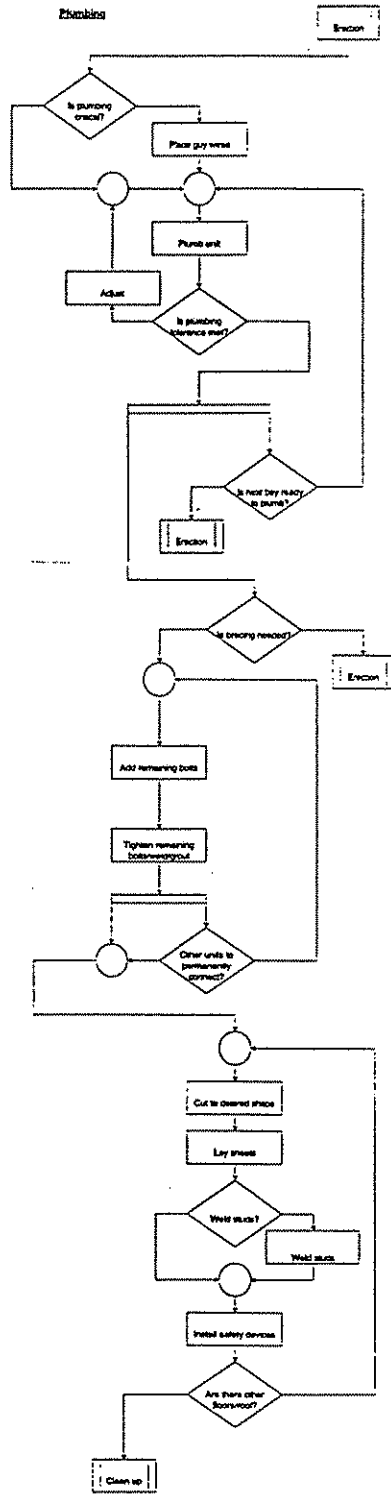 Plumbing
Erection
Is plumbing
critical?
Place guy wires
Plumb unit
Adjust
Is plumbing
tolerance met?
Is next bay ready
to plumb?
Erection
Is bracing needed?
Erection
Add remaining bolts
Tighten remaining
Other units to
permanently
connect?
Cut to desired shape
Lay sheets
Weld studs?
Weld studs
Install safety devices
Are there other
floors/roof?
Clean up